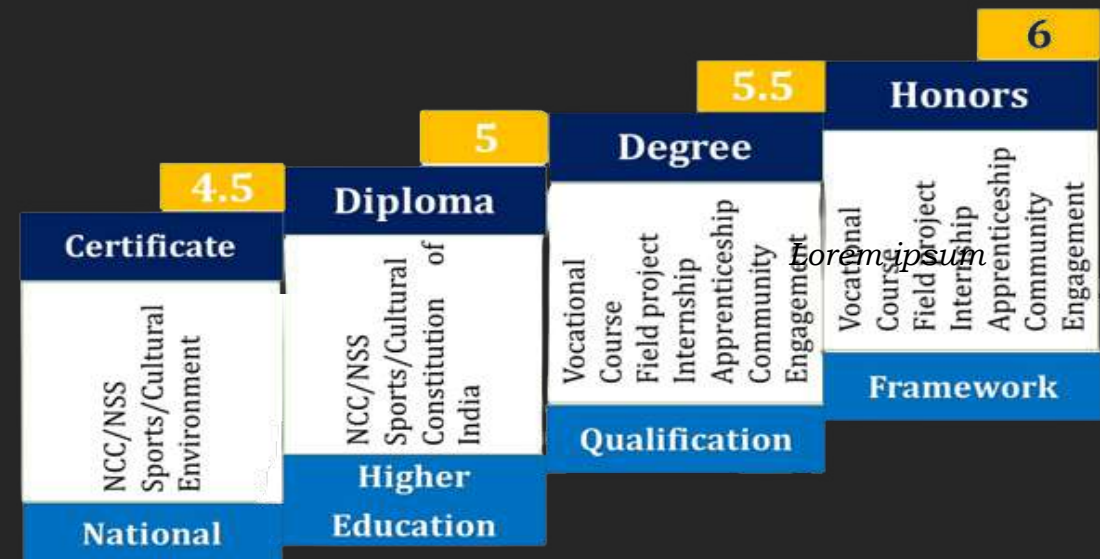 4.5
Certificate
NCC/NSS
Sports/Cultural
Environment
National
5
Diploma
NCC/NSS
Sports/Cultural
Constitution of
India
Higher
Education
5.5
Degree
Vocational
Course
Field project
Internship
Apprenticeship
Community
Engagement
Qualification
6
Honors
Vocational
Course
Field project
Internship
Apprenticeship
Community
Engagement
Framework
Lorem ipsum